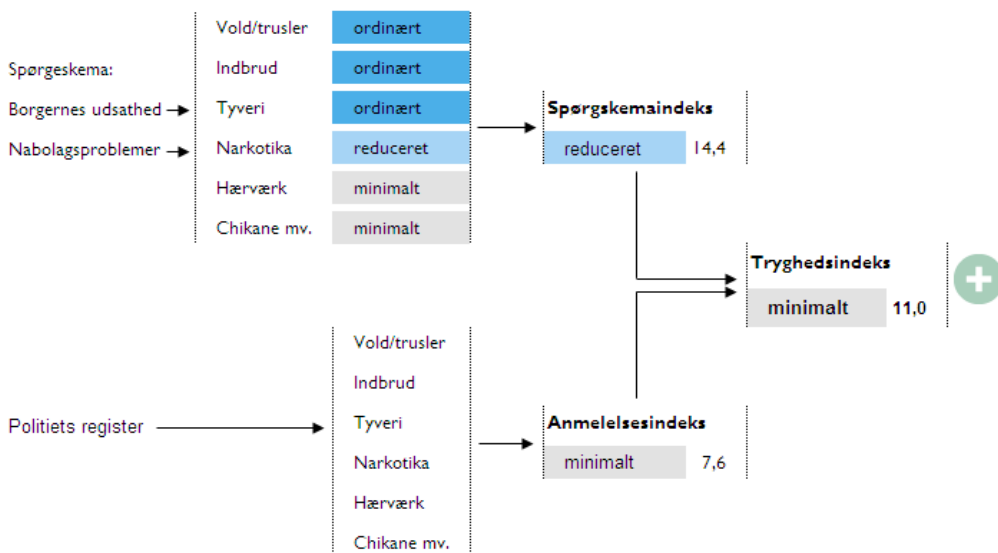 Spørgeskema:
Borgernes udsathed
Nabolagsproblemer
Vold/trusler ordinært
Indbrud ordinært
Tyveri ordinært
Narkotika reduceret
Hærværk minimalt
Chikane mv. minimalt
Spørgskemaindeks
reduceret 14,4
Tryghedsindeks
minimalt 11,0
Politiets register
Vold/trusler
Indbrud
Tyveri
Narkotika
Hærværk
Chikane mv.
Anmelelsesindeks
minimalt 7,6